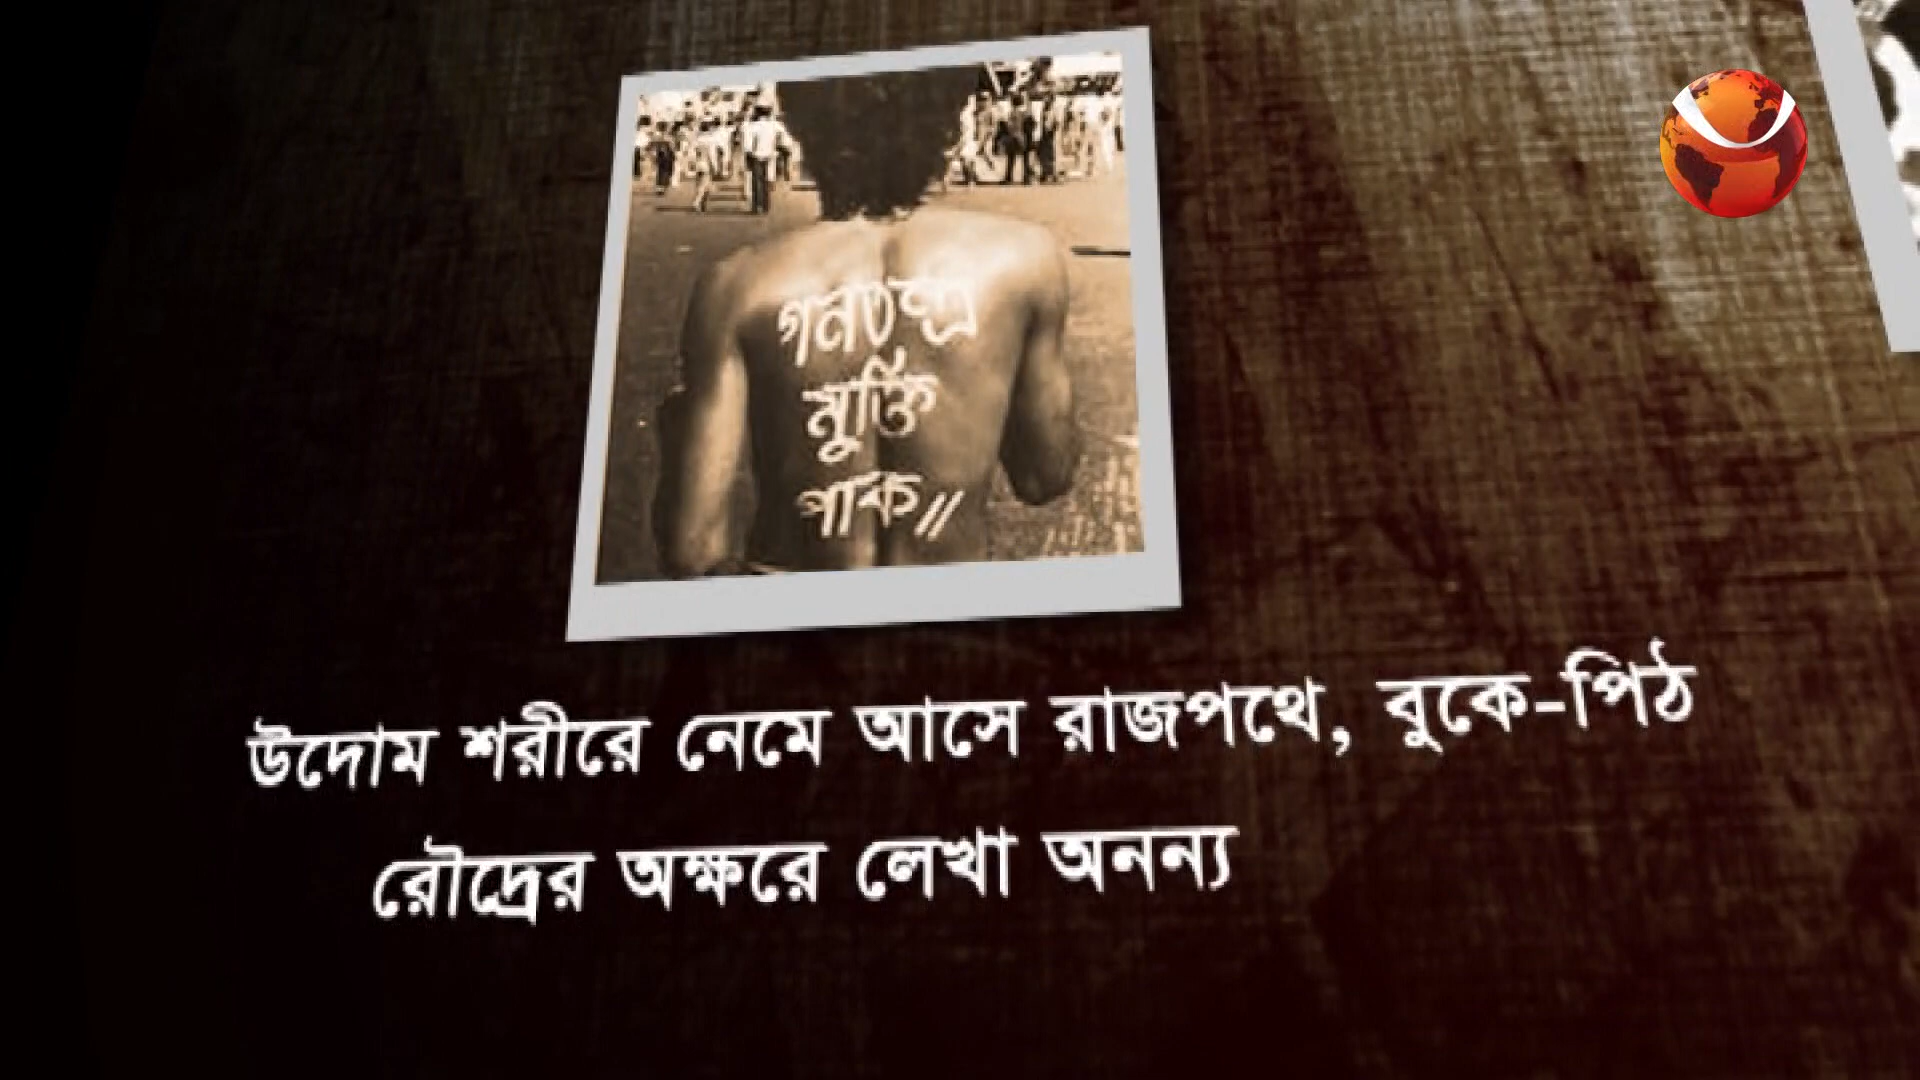 গনতন্ত্র
মুক্তি
পাক//
উদোম শরীরে নেমে আসে রাজপথে, বুকে-পিঠ
রৌদ্রের অক্ষরে লেখা অনন্য